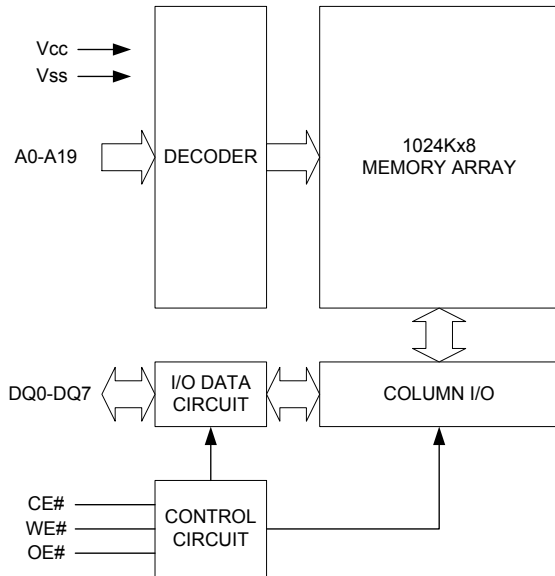 Vcc
Vss
A0-A19
DECODER
1024Kx8
MEMORY ARRAY
DQ0-DQ7
I/O DATA
CIRCUIT
COLUMN I/O
CE#
WE#
OE#
CONTROL
CIRCUIT